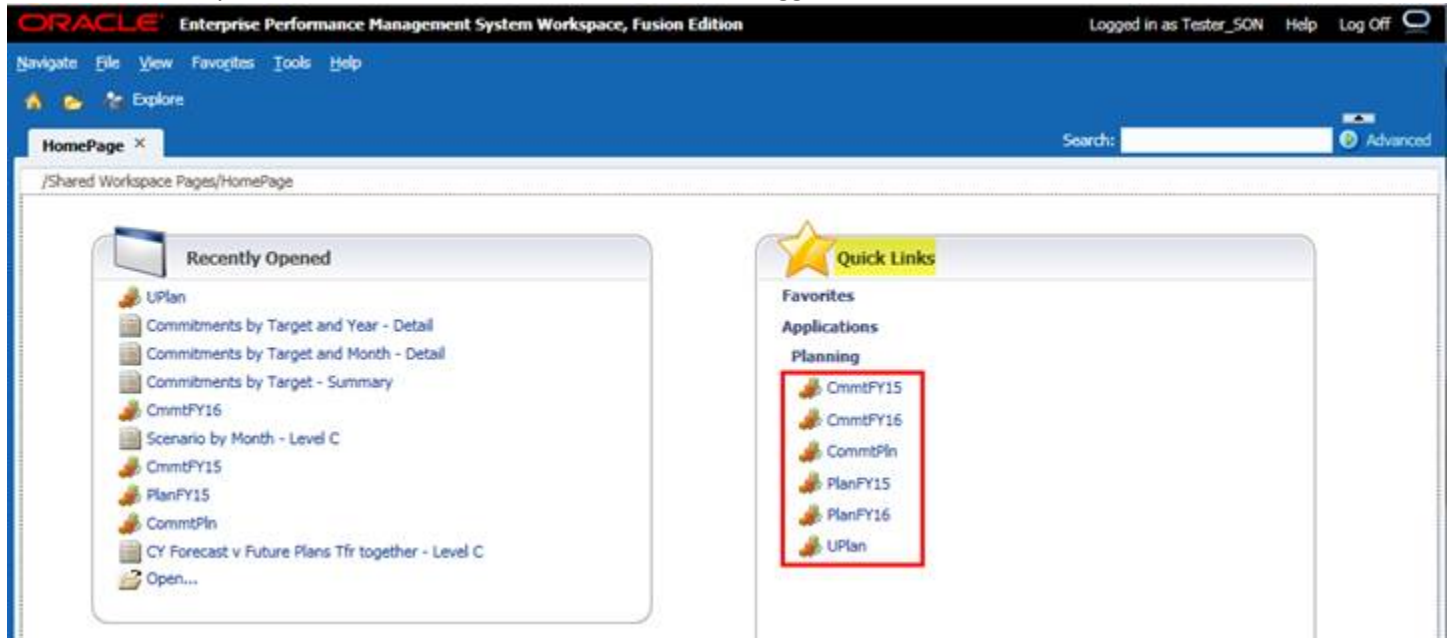 ORACLE Enterprise Performance Management System Workspace, Fusion Edition Logged in as Tester_SON Help Log Off
Navigate File View Favorites Tools Help
Explore
HomePage × Search: Advanced
/Shared Workspace Pages/HomePage
Recently Opened
UPlan
Commitments by Target and Year - Detail
Commitments by Target and Month - Detail
Commitments by Target - Summary
CmmtFY16
Scenario by Month - Level C
CmmtFY15
PlanFY15
CommtPln
CY Forecast v Future Plans Tfr together - Level C
Open...
Quick Links
Favorites
Applications
Planning
CmmtFY15
CmmtFY16
CommtPln
PlanFY15
PlanFY16
UPlan